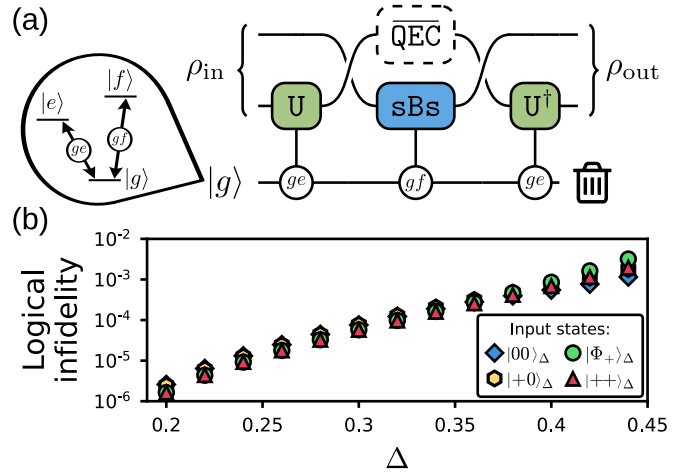 (a)
|e⟩
|f⟩
ge
gf
|g⟩
ρin
QEC
ρout
U
sBs
U†
|g⟩
ge
gf
ge
(b)
Logical
infidelity
10-2
10-3
10-4
10-5
10-6
Input states:
|00⟩Δ
|Φ+⟩Δ
|+0⟩Δ
|++⟩Δ
0.2
0.25
0.3
0.35
0.4
0.45
Δ